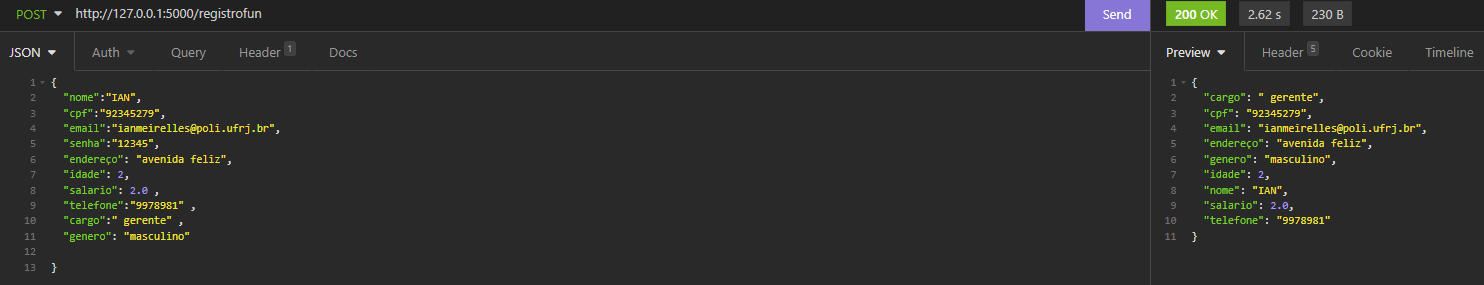 POST http://127.0.0.1:5000/registrofun Send 200 OK 2.62 s 230 B
JSON Auth Query Header 1 Docs Preview Header 5 Cookie Timeline
1 {
2 "nome":"IAN",
3 "cpf":"92345279",
4 "email":"ianmeirelles@poli.ufrj.br",
5 "senha":"12345",
6 "endereço": "avenida feliz",
7 "idade": 2,
8 "salario": 2.0 ,
9 "telefone":"9978981" ,
10 "cargo":" gerente" ,
11 "genero": "masculino"
12
13 }
1 {
2 "cargo": " gerente",
3 "cpf": "92345279",
4 "email": "ianmeirelles@poli.ufrj.br",
5 "endereço": "avenida feliz",
6 "genero": "masculino",
7 "idade": 2,
8 "nome": "IAN",
9 "salario": 2.0,
10 "telefone": "9978981"
11 }